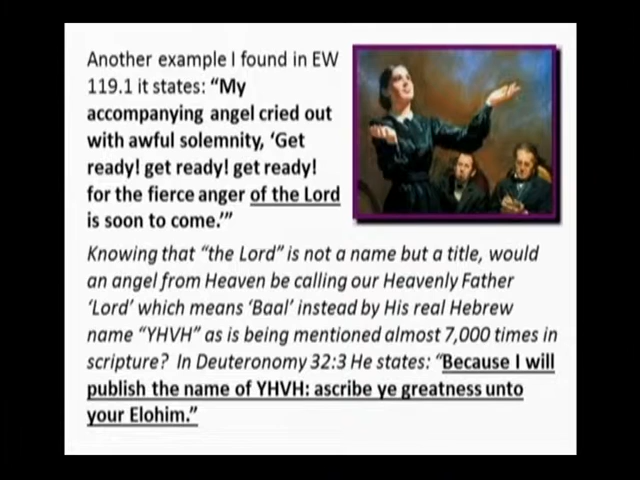 Another example I found in EW
119.1 it states: “My
accompanying angel cried out
with awful solemnity, ‘Get
ready! get ready! get ready!
for the fierce anger of the Lord
is soon to come.’”
Knowing that “the Lord” is not a name but a title, would
an angel from Heaven be calling our Heavenly Father
‘Lord’ which means ‘Baal’ instead by His real Hebrew
name “YHVH” as is being mentioned almost 7,000 times in
scripture? In Deuteronomy 32:3 He states: “Because I will
publish the name of YHVH: ascribe ye greatness unto
your Elohim.”